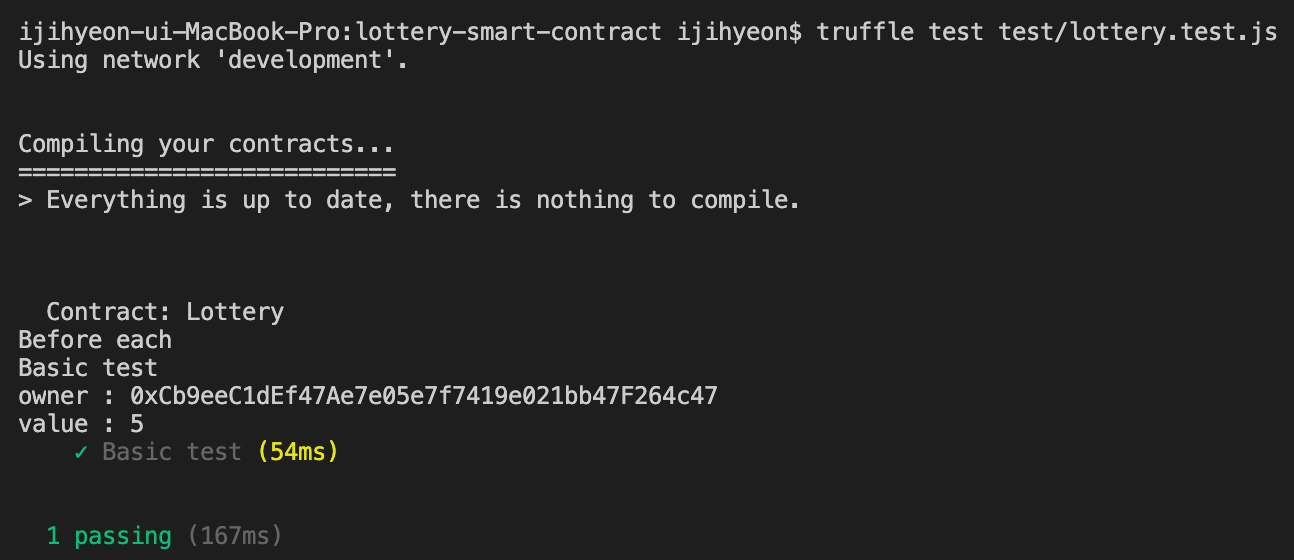 ijihyeon-ui-MacBook-Pro:lottery-smart-contract ijihyeon$ truffle test test/lottery.test.js
Using network 'development'.
Compiling your contracts...
===========================
> Everything is up to date, there is nothing to compile.
Contract: Lottery
Before each
Basic test
owner : 0xCb9eeC1dEf47Ae7e05e7f7419e021bb47F264c47
value : 5
✓ Basic test (54ms)
1 passing (167ms)